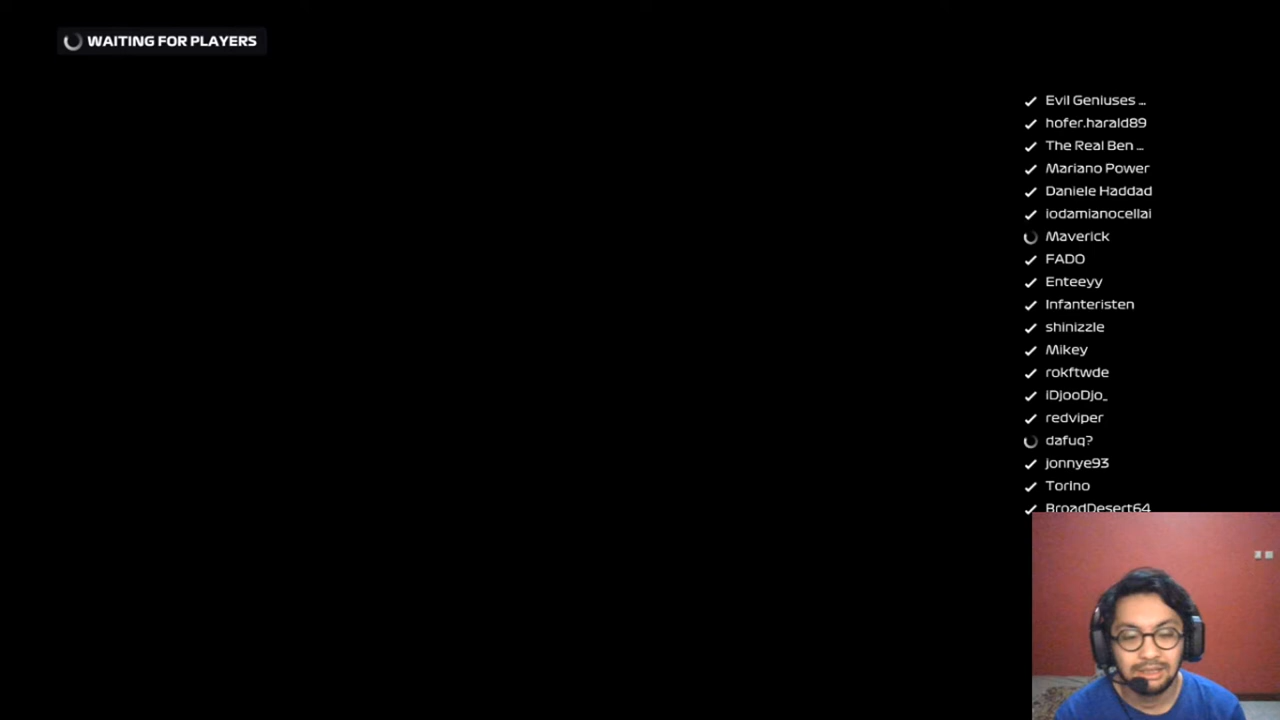 WAITING FOR PLAYERS
Evil Geniuses ...
hofer.harald89
The Real Ben ...
Mariano Power
Daniele Haddad
iodamianocellai
Maverick
FADO
Enteeyy
Infanteristen
shinizzle
Mikey
rokftwde
iDjooDjo_
redviper
dafuq?
jonnye93
Torino
BroadDesert64